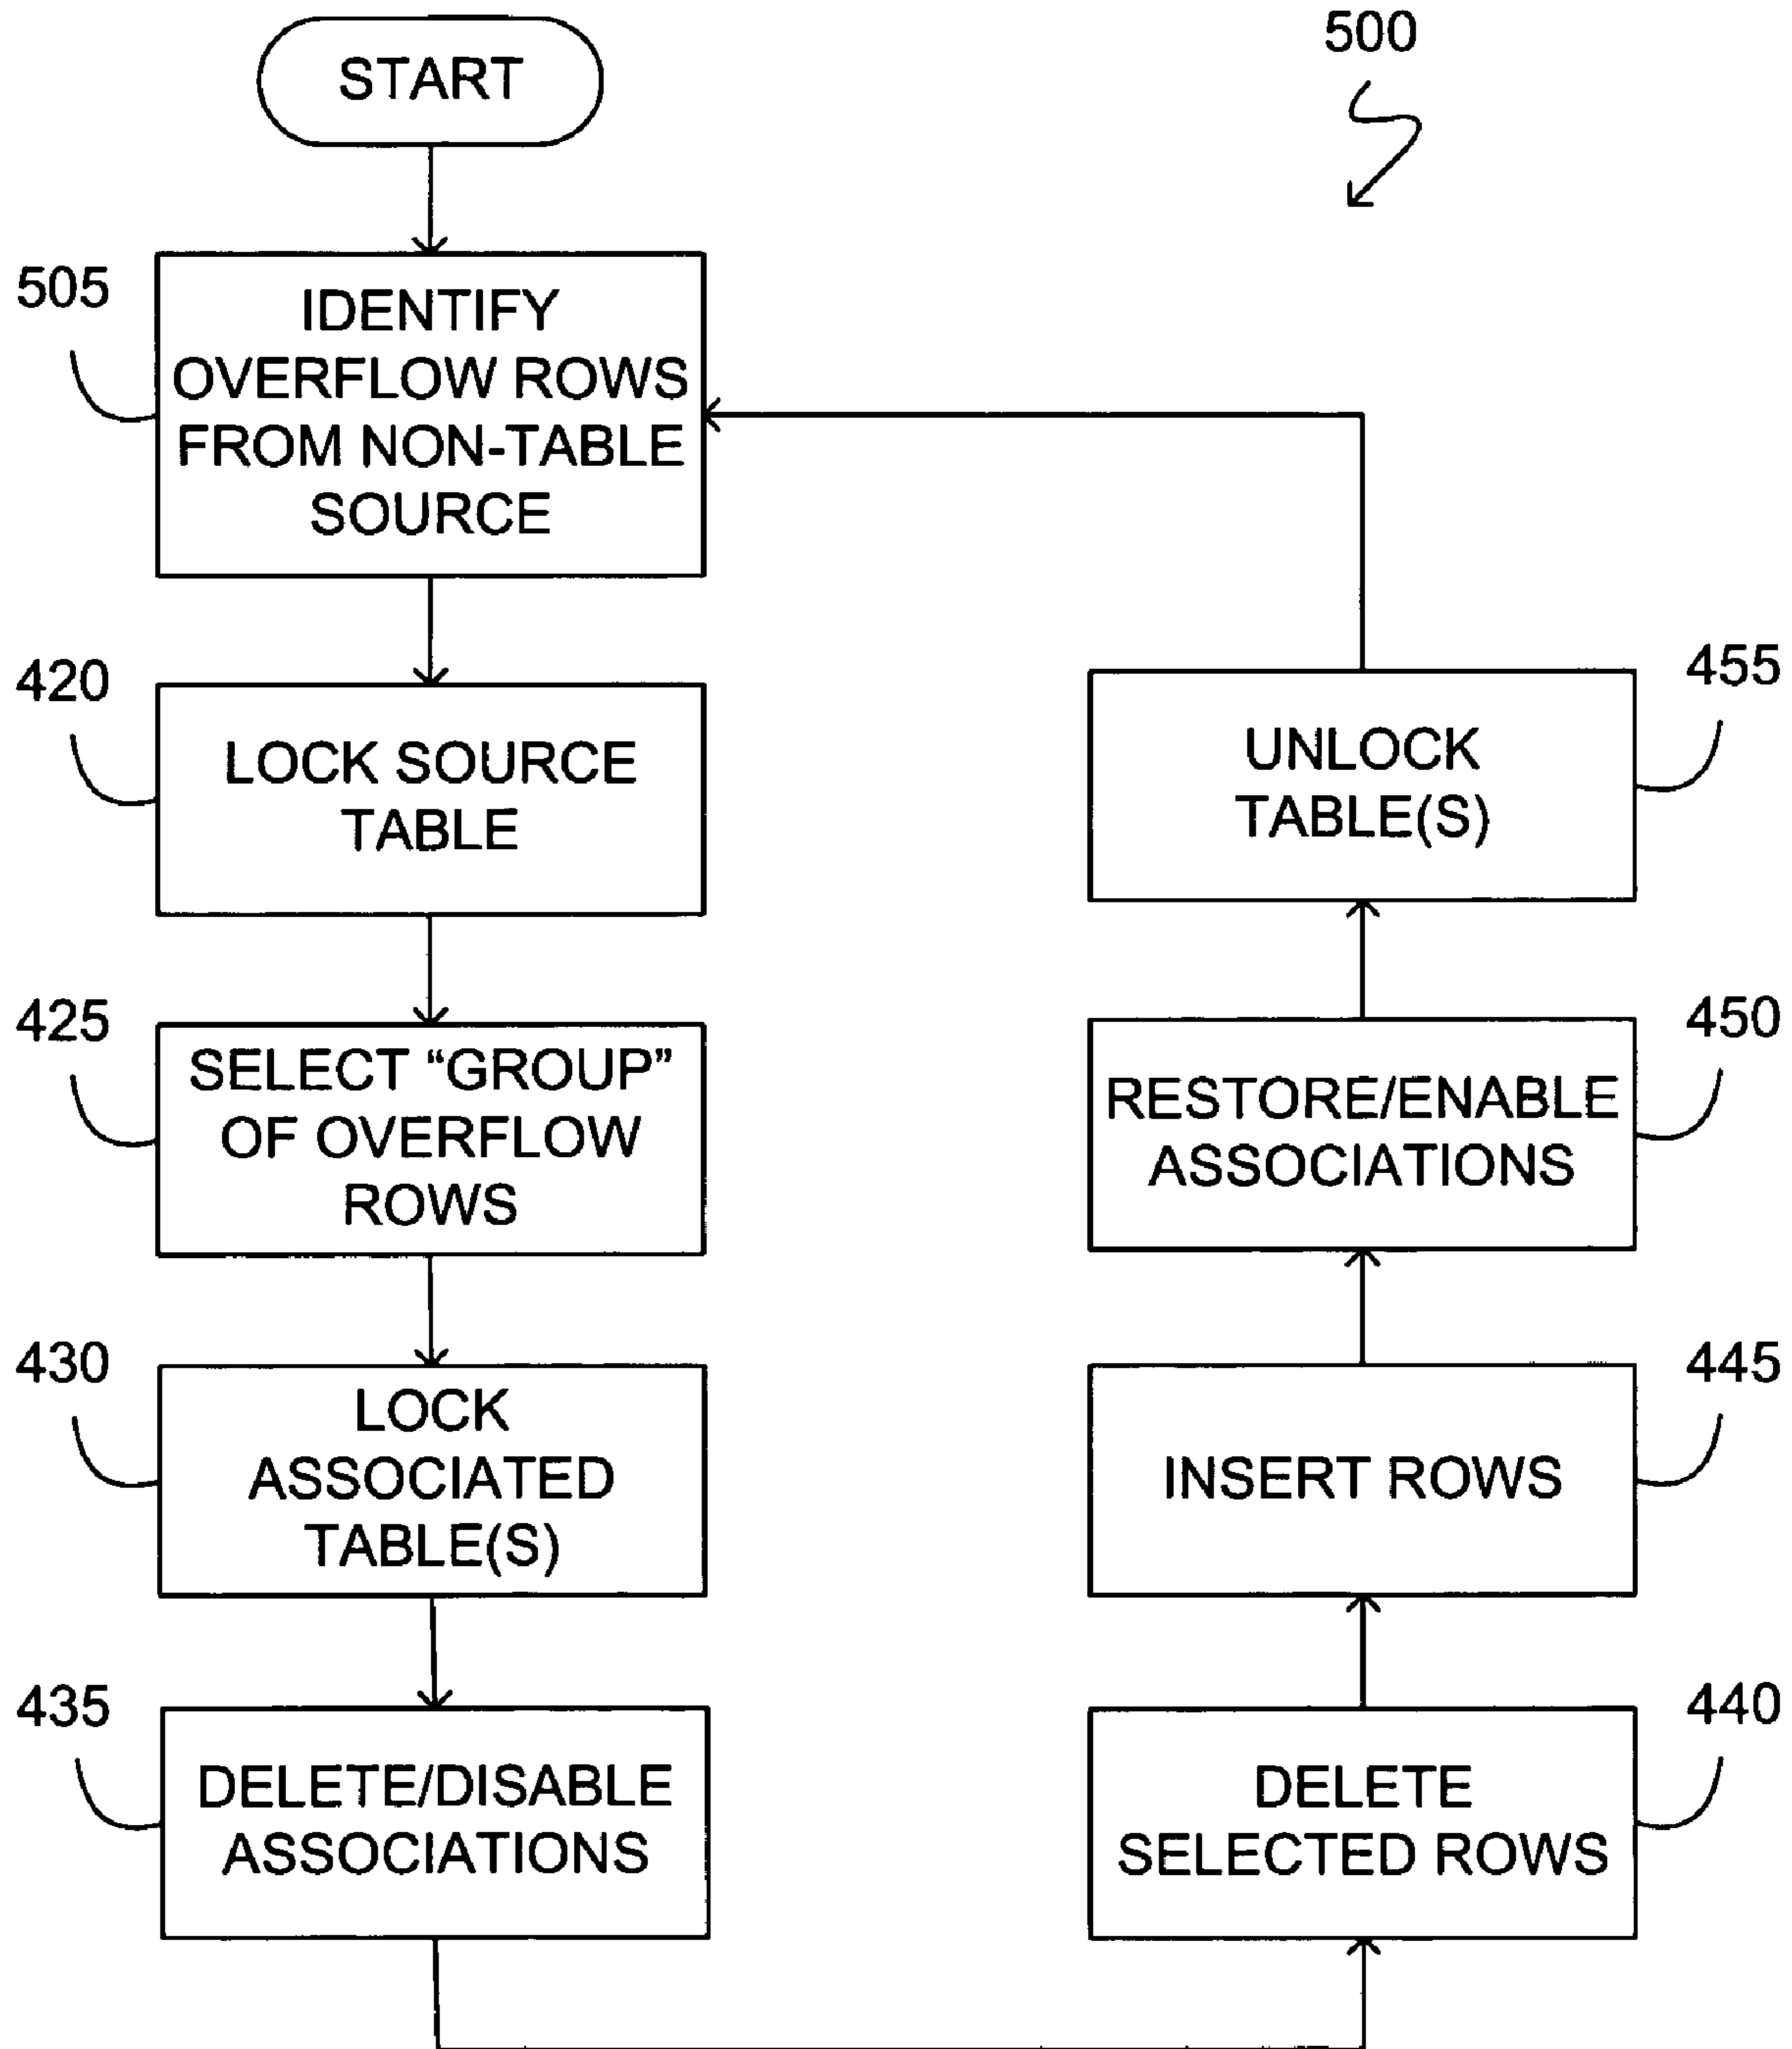 START
500
505
IDENTIFY
OVERFLOW ROWS
FROM NON-TABLE
SOURCE
420
LOCK SOURCE
TABLE
425
SELECT “GROUP”
OF OVERFLOW
ROWS
430
LOCK
ASSOCIATED
TABLE(S)
435
DELETE/DISABLE
ASSOCIATIONS
455
UNLOCK
TABLE(S)
450
RESTORE/ENABLE
ASSOCIATIONS
445
INSERT ROWS
440
DELETE
SELECTED ROWS